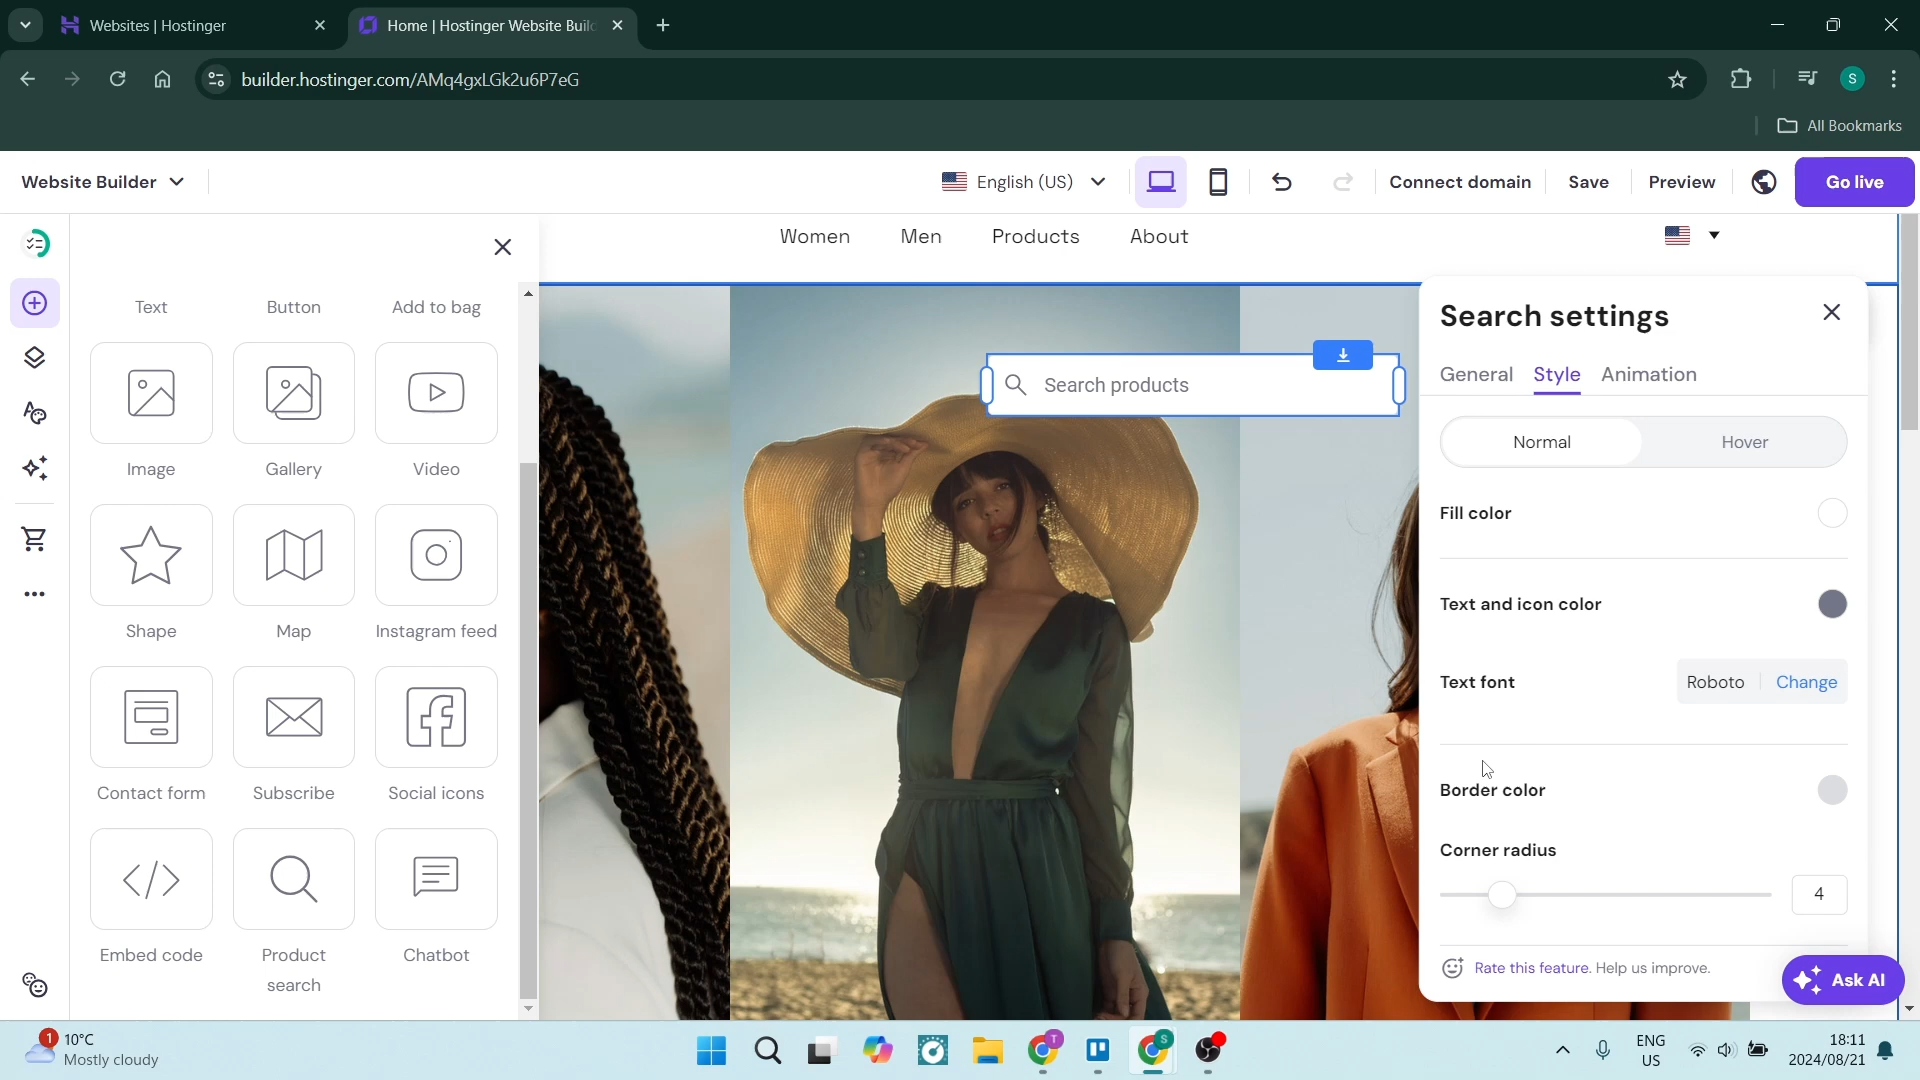 Websites | Hostinger
Home | Hostinger Website Buil
builder.hostinger.com/AMq4gxLGk2u6P7eG
S
All Bookmarks
Website Builder
English (US)
Connect domain
Save
Preview
Go live
Women
Men
Products
About
Text
Button
Add to bag
Image
Gallery
Video
Shape
Map
Instagram feed
Contact form
Subscribe
Social icons
Embed code
Product
search
Chatbot
Search products
Search settings
General
Style
Animation
Normal
Hover
Fill color
Text and icon color
Text font
Roboto
Change
Border color
Corner radius
4
Rate this feature. Help us improve.
Ask AI
1
10°C
Mostly cloudy
T
S
ENG
US
18:11
2024/08/21